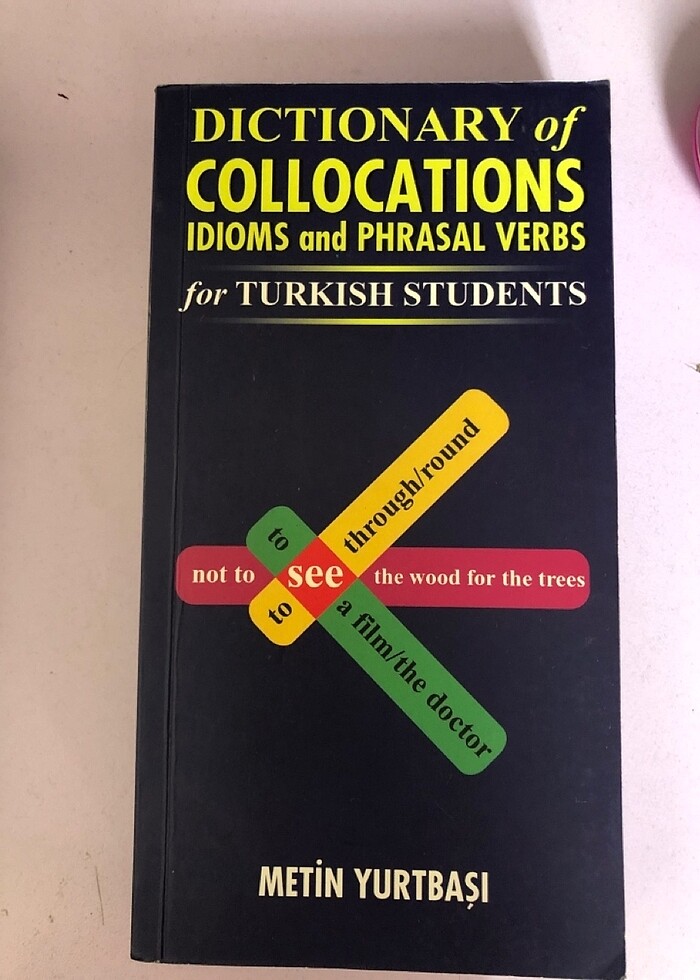 DICTIONARY of
COLLOCATIONS
IDIOMS and PHRASAL VERBS
for TURKISH STUDENTS
to through/round
not to see the wood for the trees
to a film/the doctor
METİN YURTBAŞI